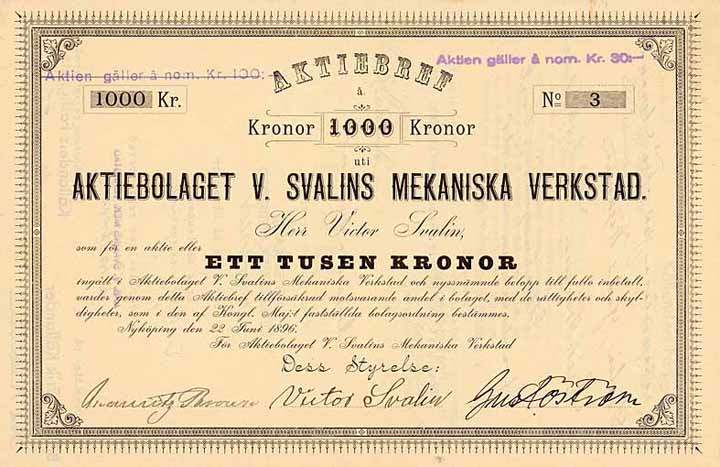 Aktien gäller å nom. Kr. 100:-
Aktien gäller å nom. Kr. 30:-
AKTIEBREF
1000 Kr.
No 3
å
Kronor 1000 Kronor
uti
AKTIEBOLAGET V. SVALINS MEKANISKA VERKSTAD.
Herr Victor Svalin,
som för en aktie eller
ETT TUSEN KRONOR
ingått i Aktiebolaget V. Svalins Mekaniska Verkstad och nyssnämnde belopp till fullo inbetalt,
varder genom detta Aktiebref tillförsäkrad motsvarande andel i bolaget, med de rättigheter och skyl-
digheter, som i den af Kongl. Maj:t fastställda bolagsordning bestämmes.
Nyköping den 22 Juni 1896.
För Aktiebolaget V. Svalins Mekaniska Verkstad
Dess Styrelse:
Victor Svalin